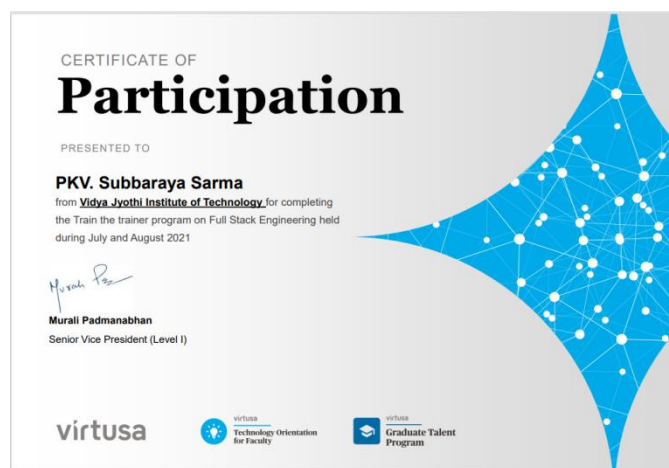 CERTIFICATE OF
Participation
PRESENTED TO
PKV. Subbaraya Sarma
from Vidya Jyothi Institute of Technology for completing
the Train the trainer program on Full Stack Engineering held
during July and August 2021
Murali P
Murali Padmanabhan
Senior Vice President (Level I)
virtusa
virtusa
Technology Orientation
for Faculty
virtusa
Graduate Talent
Program